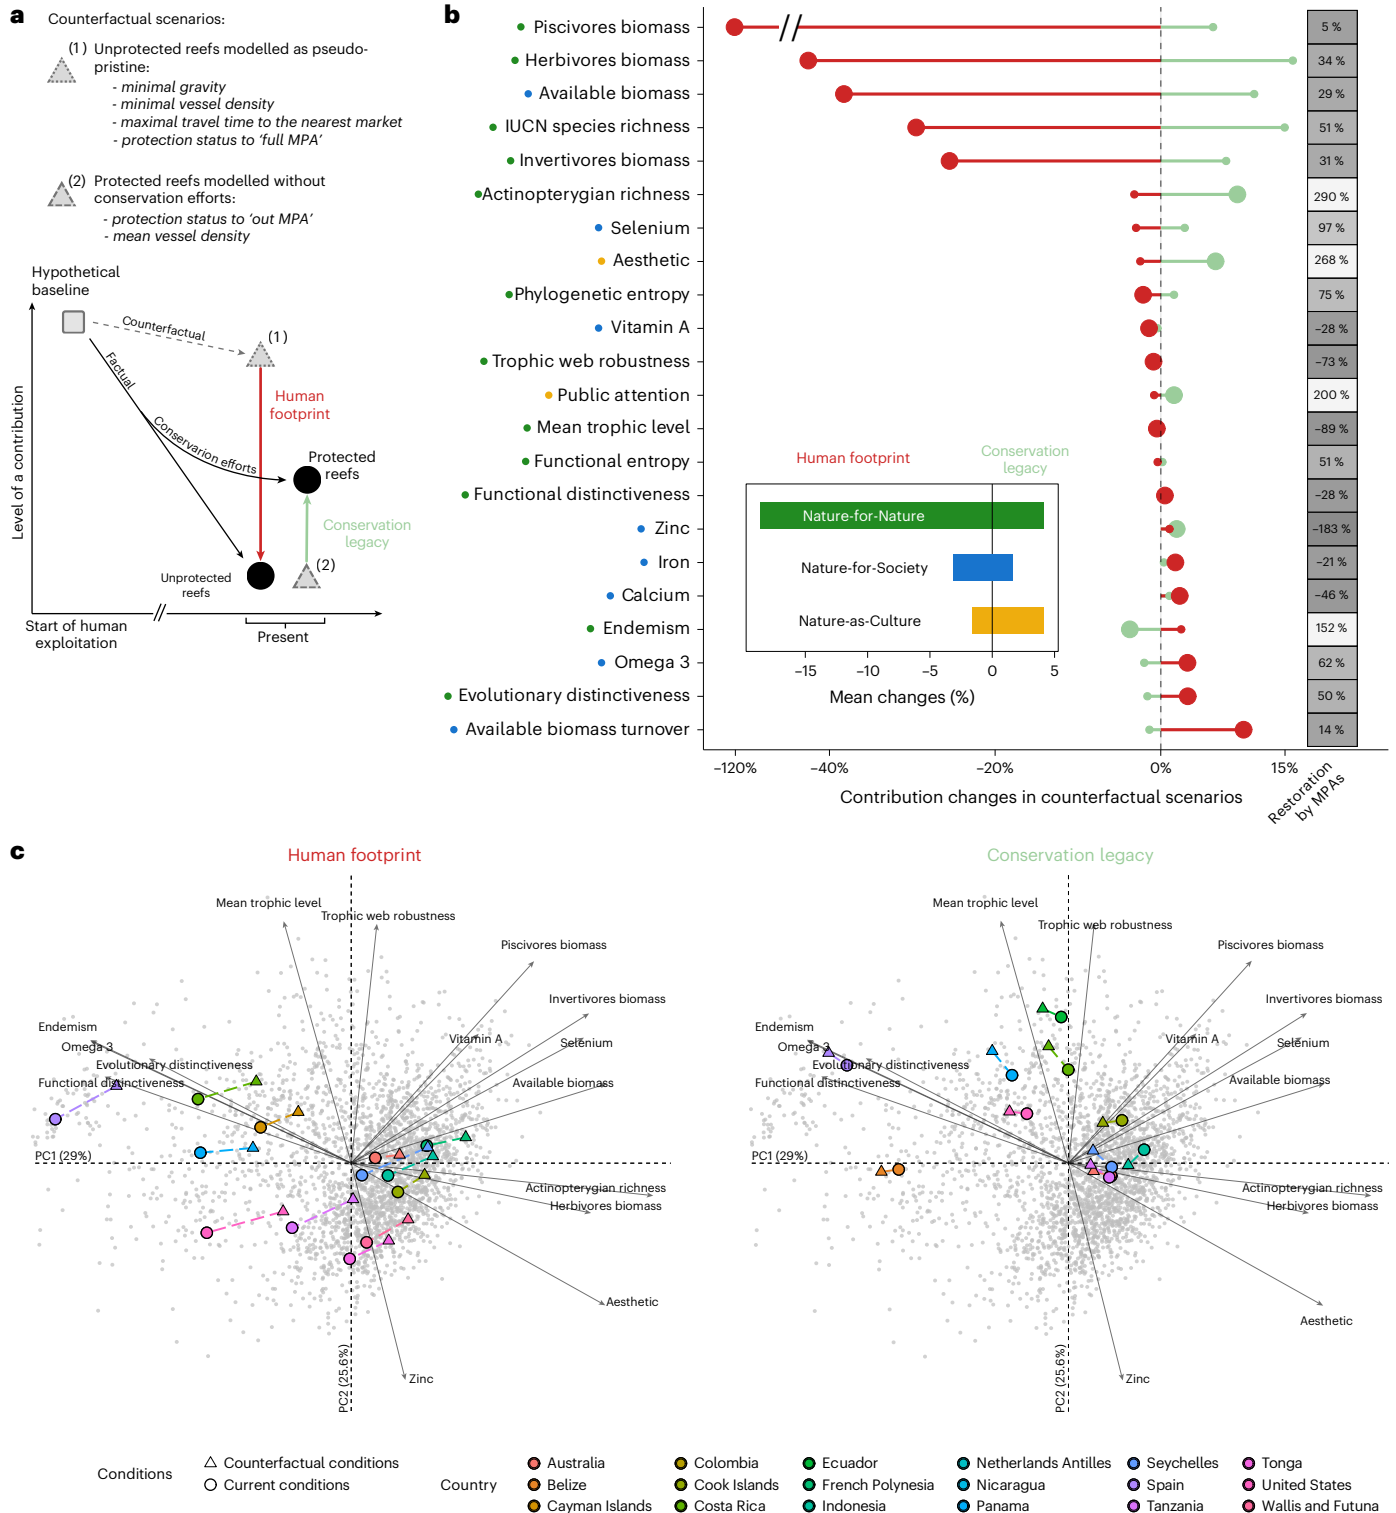 a
Counterfactual scenarios:
(1) Unprotected reefs modelled as pseudo-
pristine:
- minimal gravity
- minimal vessel density
- maximal travel time to the nearest market
- protection status to ‘full MPA’
(2) Protected reefs modelled without
conservation efforts:
- protection status to ‘out MPA’
- mean vessel density
Hypothetical
baseline
Counterfactual
(1)
Factual
Human
footprint
Conservarion efforts
Protected
reefs
Conservation
legacy
(2)
Unprotected
reefs
Level of a contribution
Start of human
exploitation
Present
b
Piscivores biomass
5 %
Herbivores biomass
34 %
Available biomass
29 %
IUCN species richness
51 %
Invertivores biomass
31 %
Actinopterygian richness
290 %
Selenium
97 %
Aesthetic
268 %
Phylogenetic entropy
75 %
Vitamin A
–28 %
Trophic web robustness
–73 %
Public attention
200 %
Mean trophic level
–89 %
Functional entropy
51 %
Functional distinctiveness
–28 %
Zinc
–183 %
Iron
–21 %
Calcium
–46 %
Endemism
152 %
Omega 3
62 %
Evolutionary distinctiveness
50 %
Available biomass turnover
14 %
Human footprint
Conservation
legacy
Nature-for-Nature
Nature-for-Society
Nature-as-Culture
–15 –10 –5 0 5
Mean changes (%)
–120% –40% –20% 0% 15%
Contribution changes in counterfactual scenarios
Restoration
by MPAs
c
Human footprint
Mean trophic level
Trophic web robustness
Piscivores biomass
Invertivores biomass
Endemism
Vitamin A
Selenium
Omega 3
Evolutionary distinctiveness
Functional distinctiveness
Available biomass
PC1 (29%)
Actinopterygian richness
Herbivores biomass
Aesthetic
PC2 (25.6%)
Zinc
Conservation legacy
Mean trophic level
Trophic web robustness
Piscivores biomass
Invertivores biomass
Endemism
Vitamin A
Selenium
Omega 3
Evolutionary distinctiveness
Functional distinctiveness
Available biomass
PC1 (29%)
Actinopterygian richness
Herbivores biomass
Aesthetic
PC2 (25.6%)
Zinc
Conditions
Counterfactual conditions
Current conditions
Country
Australia
Belize
Cayman Islands
Colombia
Cook Islands
Costa Rica
Ecuador
French Polynesia
Indonesia
Netherlands Antilles
Nicaragua
Panama
Seychelles
Spain
Tanzania
Tonga
United States
Wallis and Futuna